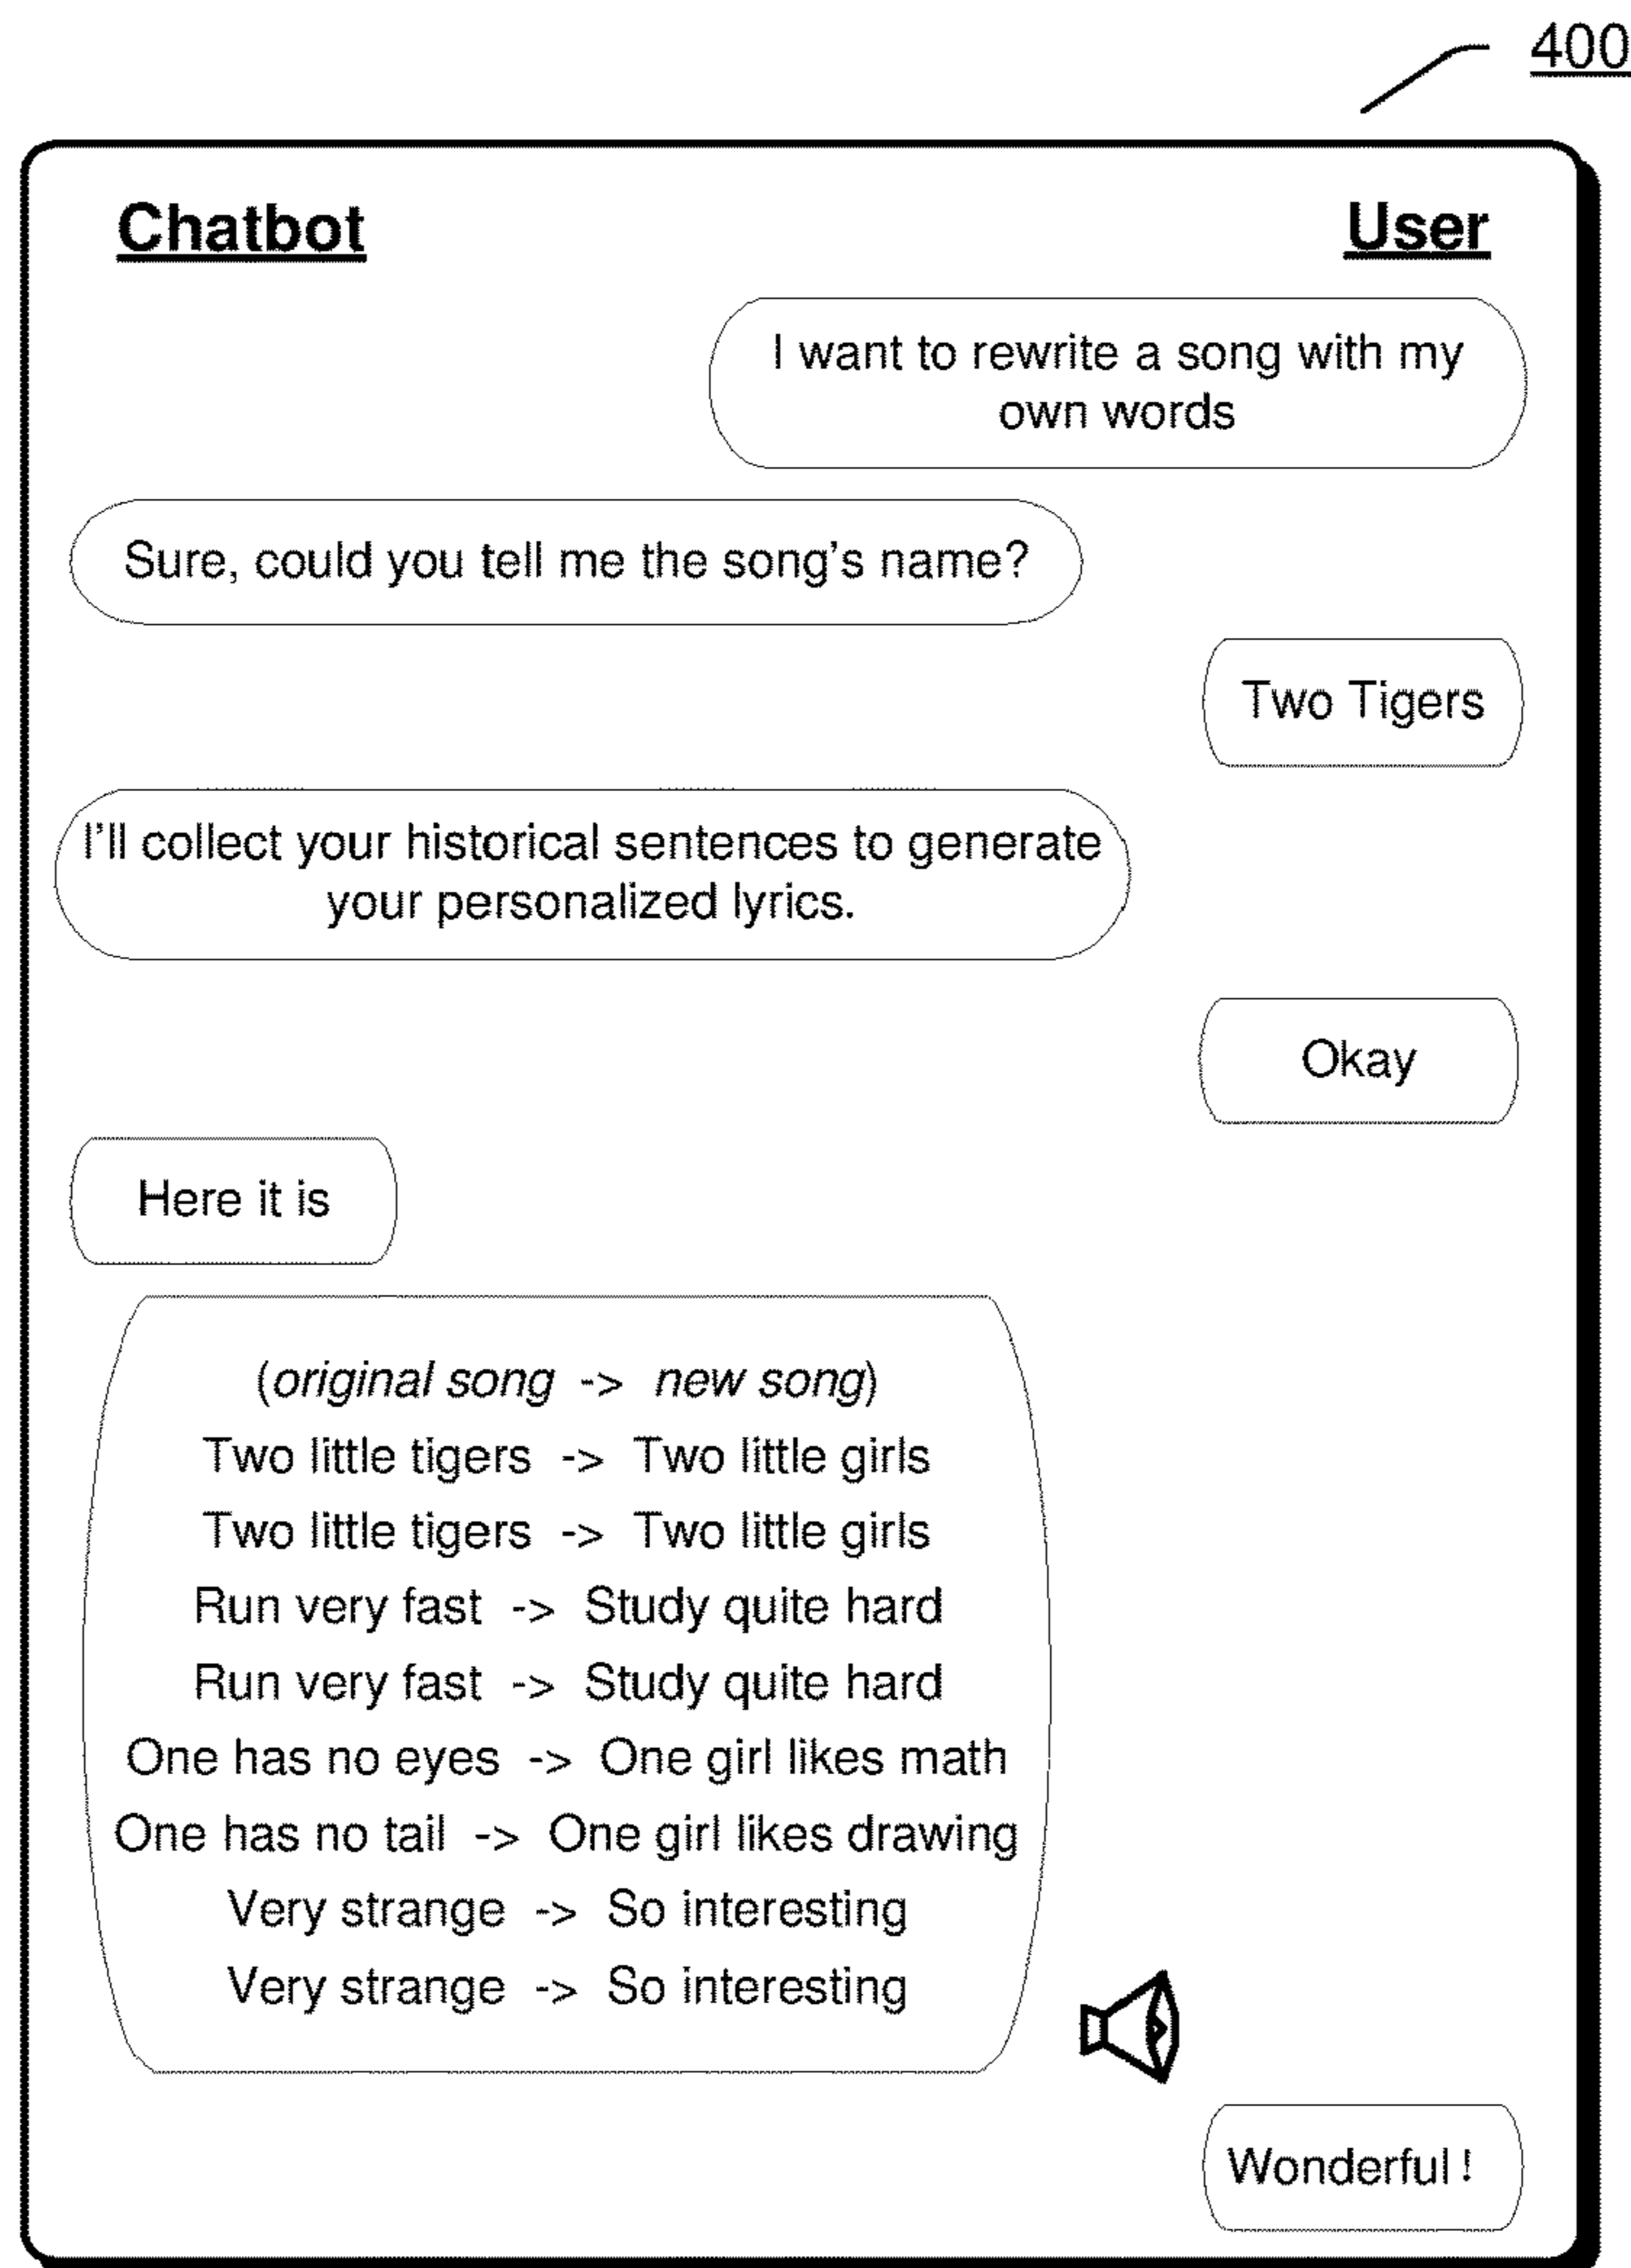 400
Chatbot
User
I want to rewrite a song with my
own words
Sure, could you tell me the song's name?
Two Tigers
I'll collect your historical sentences to generate
your personalized lyrics.
Okay
Here it is
(original song -> new song)
Two little tigers -> Two little girls
Two little tigers -> Two little girls
Run very fast -> Study quite hard
Run very fast -> Study quite hard
One has no eyes -> One girl likes math
One has no tail -> One girl likes drawing
Very strange -> So interesting
Very strange -> So interesting
Wonderful !